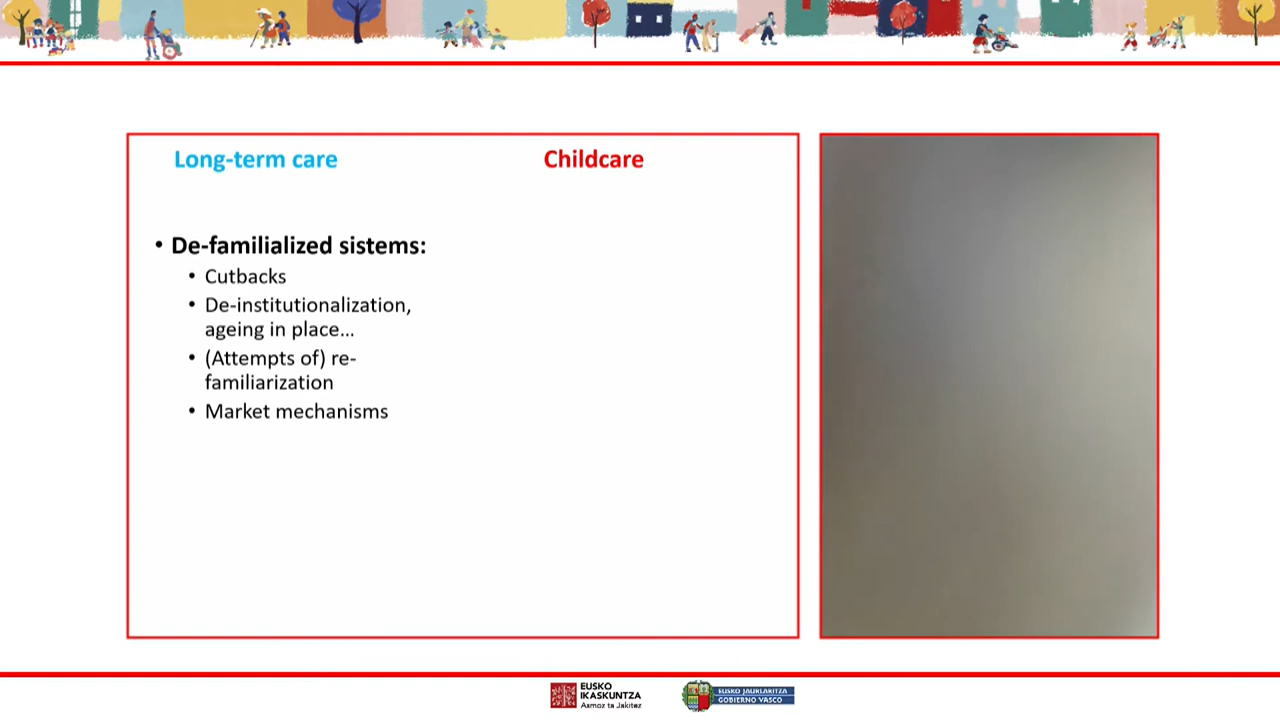 Long-term care
Childcare
• De-familialized sistems:
• Cutbacks
• De-institutionalization,
ageing in place...
• (Attempts of) re-
familiarization
• Market mechanisms
EUSKO
IKASKUNTZA
Asmoz ta Jakitez
EUSKO JAURLARITZA
GOBIERNO VASCO